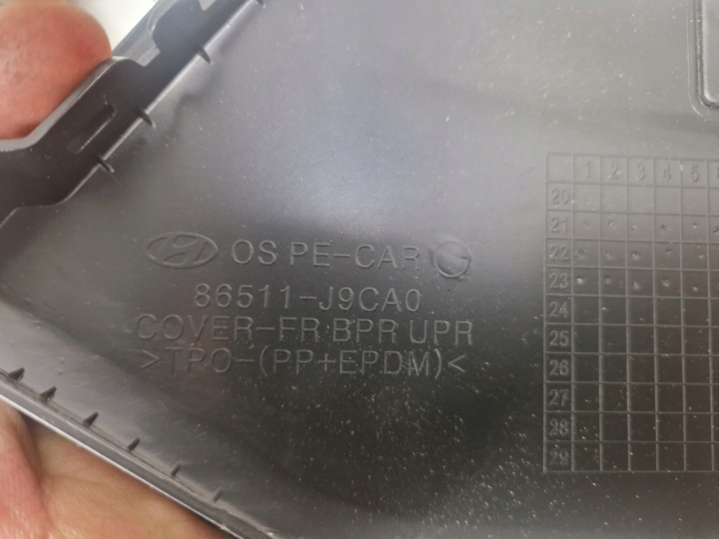 OS PE-CAR
86511-J9CA0
COVER-FR BPR UPR
>TPO-(PP+EPDM)<
1 2 3 4 5
20
21
22
23
24
25
26
27
28
29